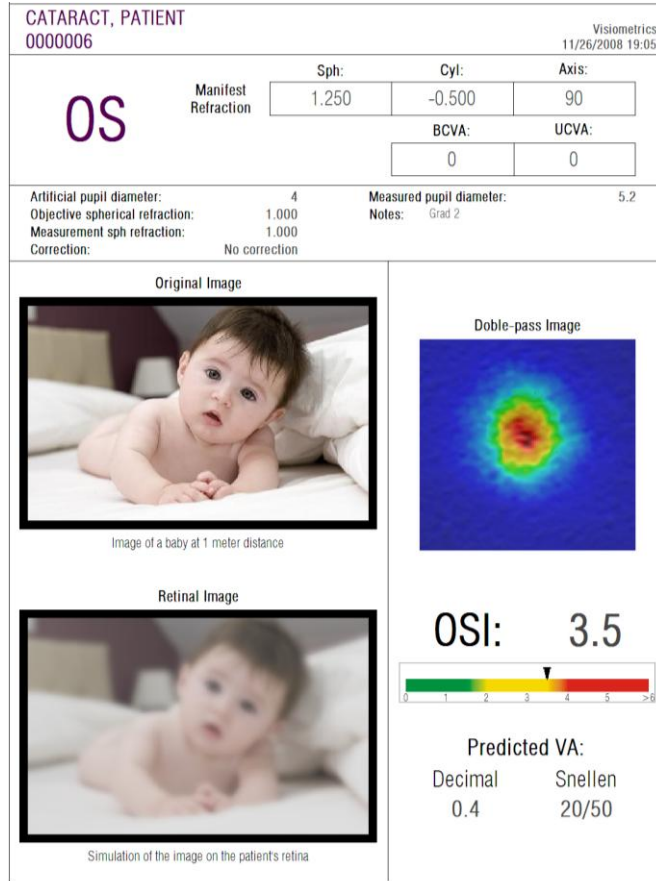 CATARACT, PATIENT
0000006
Visiometrics
11/26/2008 19:05
OS
Manifest
Refraction
Sph: Cyl: Axis:
1.250 -0.500 90
BCVA: UCVA:
0 0
Artificial pupil diameter: 4 Measured pupil diameter: 5.2
Objective spherical refraction: 1.000 Notes: Grad 2
Measurement sph refraction: 1.000
Correction: No correction
Original Image
Image of a baby at 1 meter distance
Retinal Image
Simulation of the image on the patient's retina
Doble-pass Image
OSI: 3.5
0 1 2 3 4 5 >6
Predicted VA:
Decimal Snellen
0.4 20/50